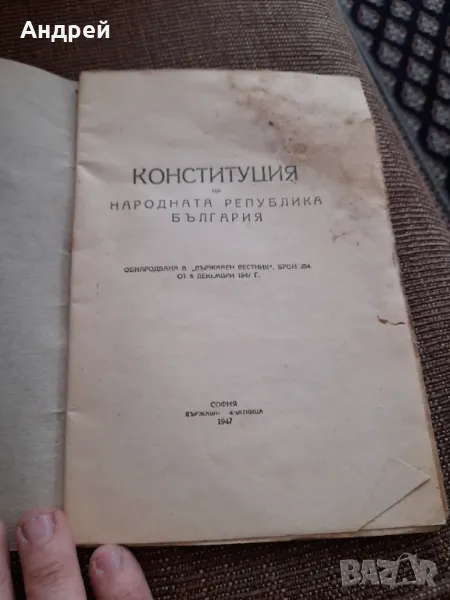 Андрей
КОНСТИТУЦИЯ
НА
НАРОДНАТА РЕПУБЛИКА
БЪЛГАРИЯ
ОБНАРОДВАНА В „ДЪРЖАВЕН ВЕСТНИК“, БРОЙ 284
ОТ 6 ДЕКЕМВРИ 1947 Г.
СОФИЯ
ДЪРЖАВНА ПЕЧАТНИЦА
1947
BAZAR